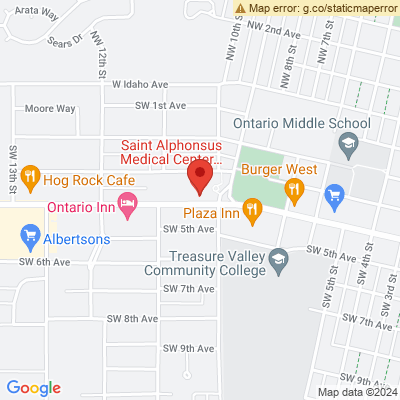 Map error: g.co/staticmaperror
Arata Way
Sears Dr
NW 12th St
NW 10th St
NW 2nd Ave
NW 8th St
NW 7th St
W Idaho Ave
Moore Way
SW 1st Ave
Ontario Middle School
Saint Alphonsus
Medical Center...
SW 13th St
Hog Rock Cafe
Burger West
Ontario Inn
Plaza Inn
Albertsons
SW 5th Ave
SW 5th Ave
SW 6th Ave
Treasure Valley
Community College
SW 4th St
SW 5th St
SW 3rd St
SW 7th Ave
SW 8th Ave
SW 7th Ave
SW 9th Ave
SW 9th Ave
Google
Map data ©2024